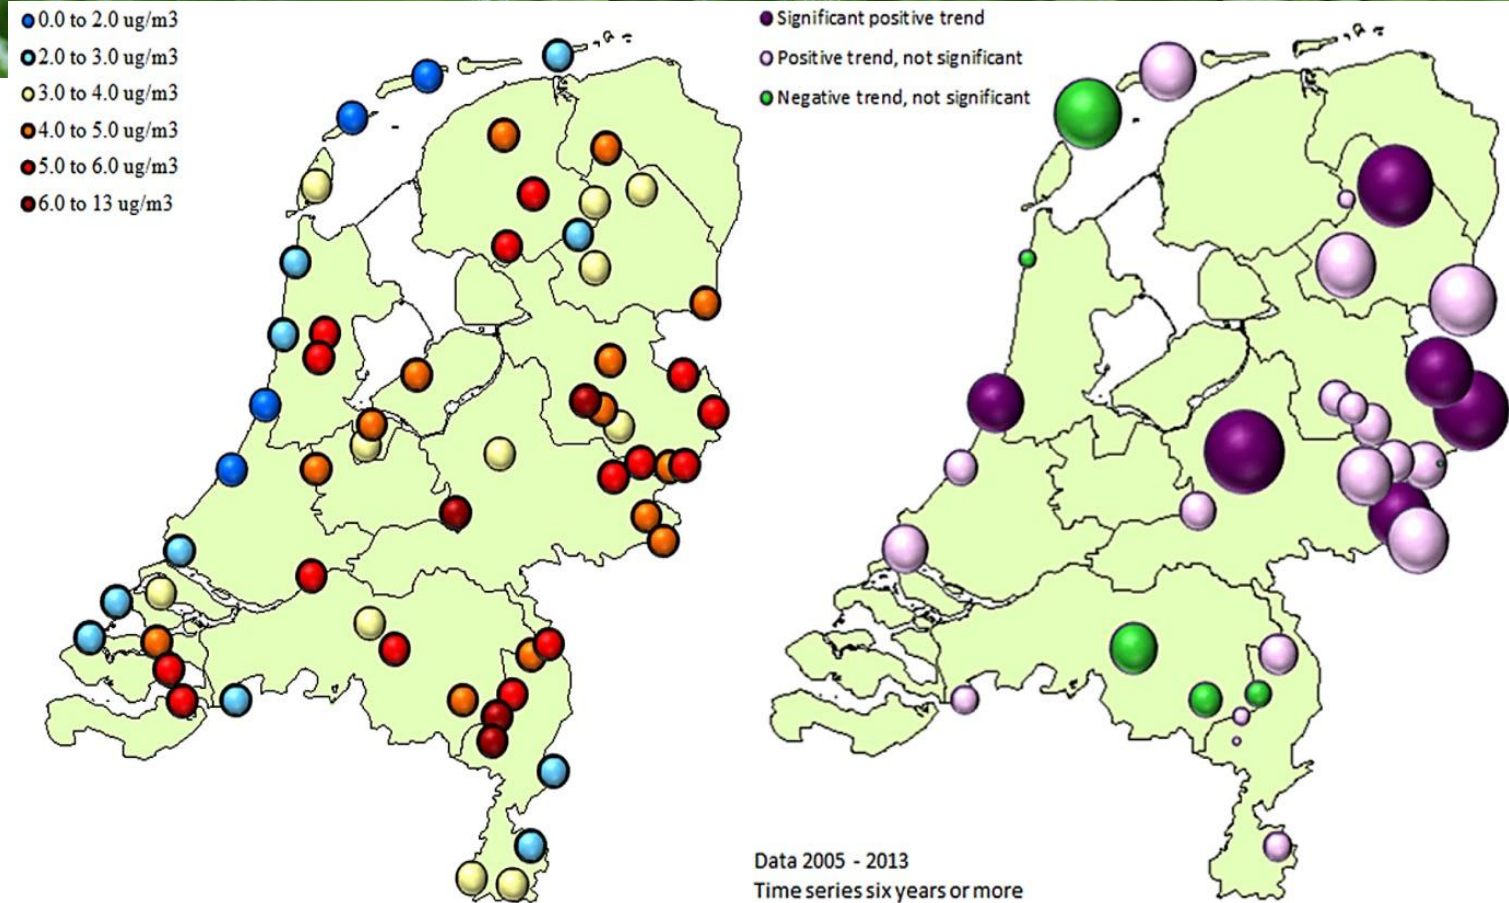 0.0 to 2.0 ug/m3
2.0 to 3.0 ug/m3
3.0 to 4.0 ug/m3
4.0 to 5.0 ug/m3
5.0 to 6.0 ug/m3
6.0 to 13 ug/m3
Significant positive trend
Positive trend, not significant
Negative trend, not significant
Data 2005 - 2013
Time series six years or more